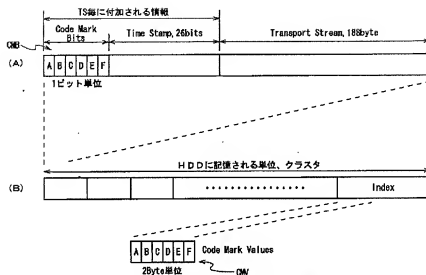 TS毎に付加される情報
Code Mark Bits
Time Stamp, 26bits
Transport Stream, 188byte
CMB
(A)
A B C D E F
1ビット単位
HDDに記憶される単位、クラスタ
(B)
Index
A B C D E F
Code Mark Values
2Byte単位
CMV